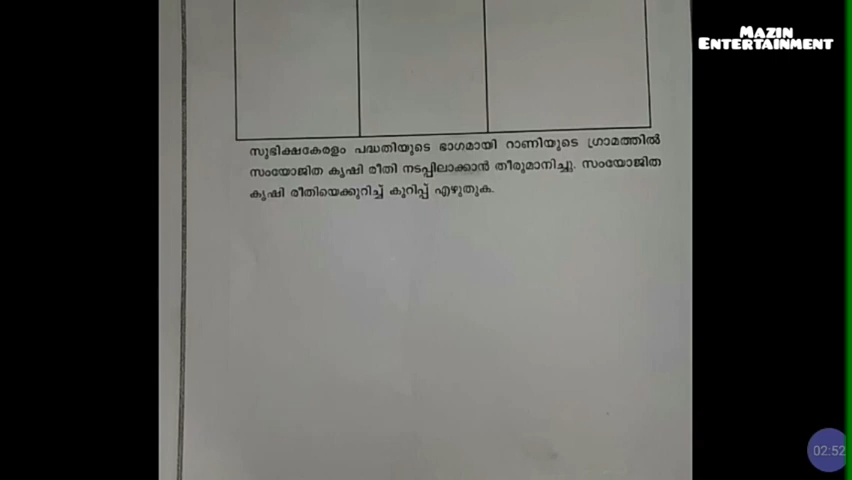 MAZIN
ENTERTAINMENT
സുഭിക്ഷകേരളം പദ്ധതിയുടെ ഭാഗമായി റാണിയുടെ ഗ്രാമത്തിൽ
സംയോജിത കൃഷി രീതി നടപ്പിലാക്കാൻ തീരുമാനിച്ചു. സംയോജിത
കൃഷി രീതിയെക്കുറിച്ച് കുറിപ്പ് എഴുതുക.
02:52